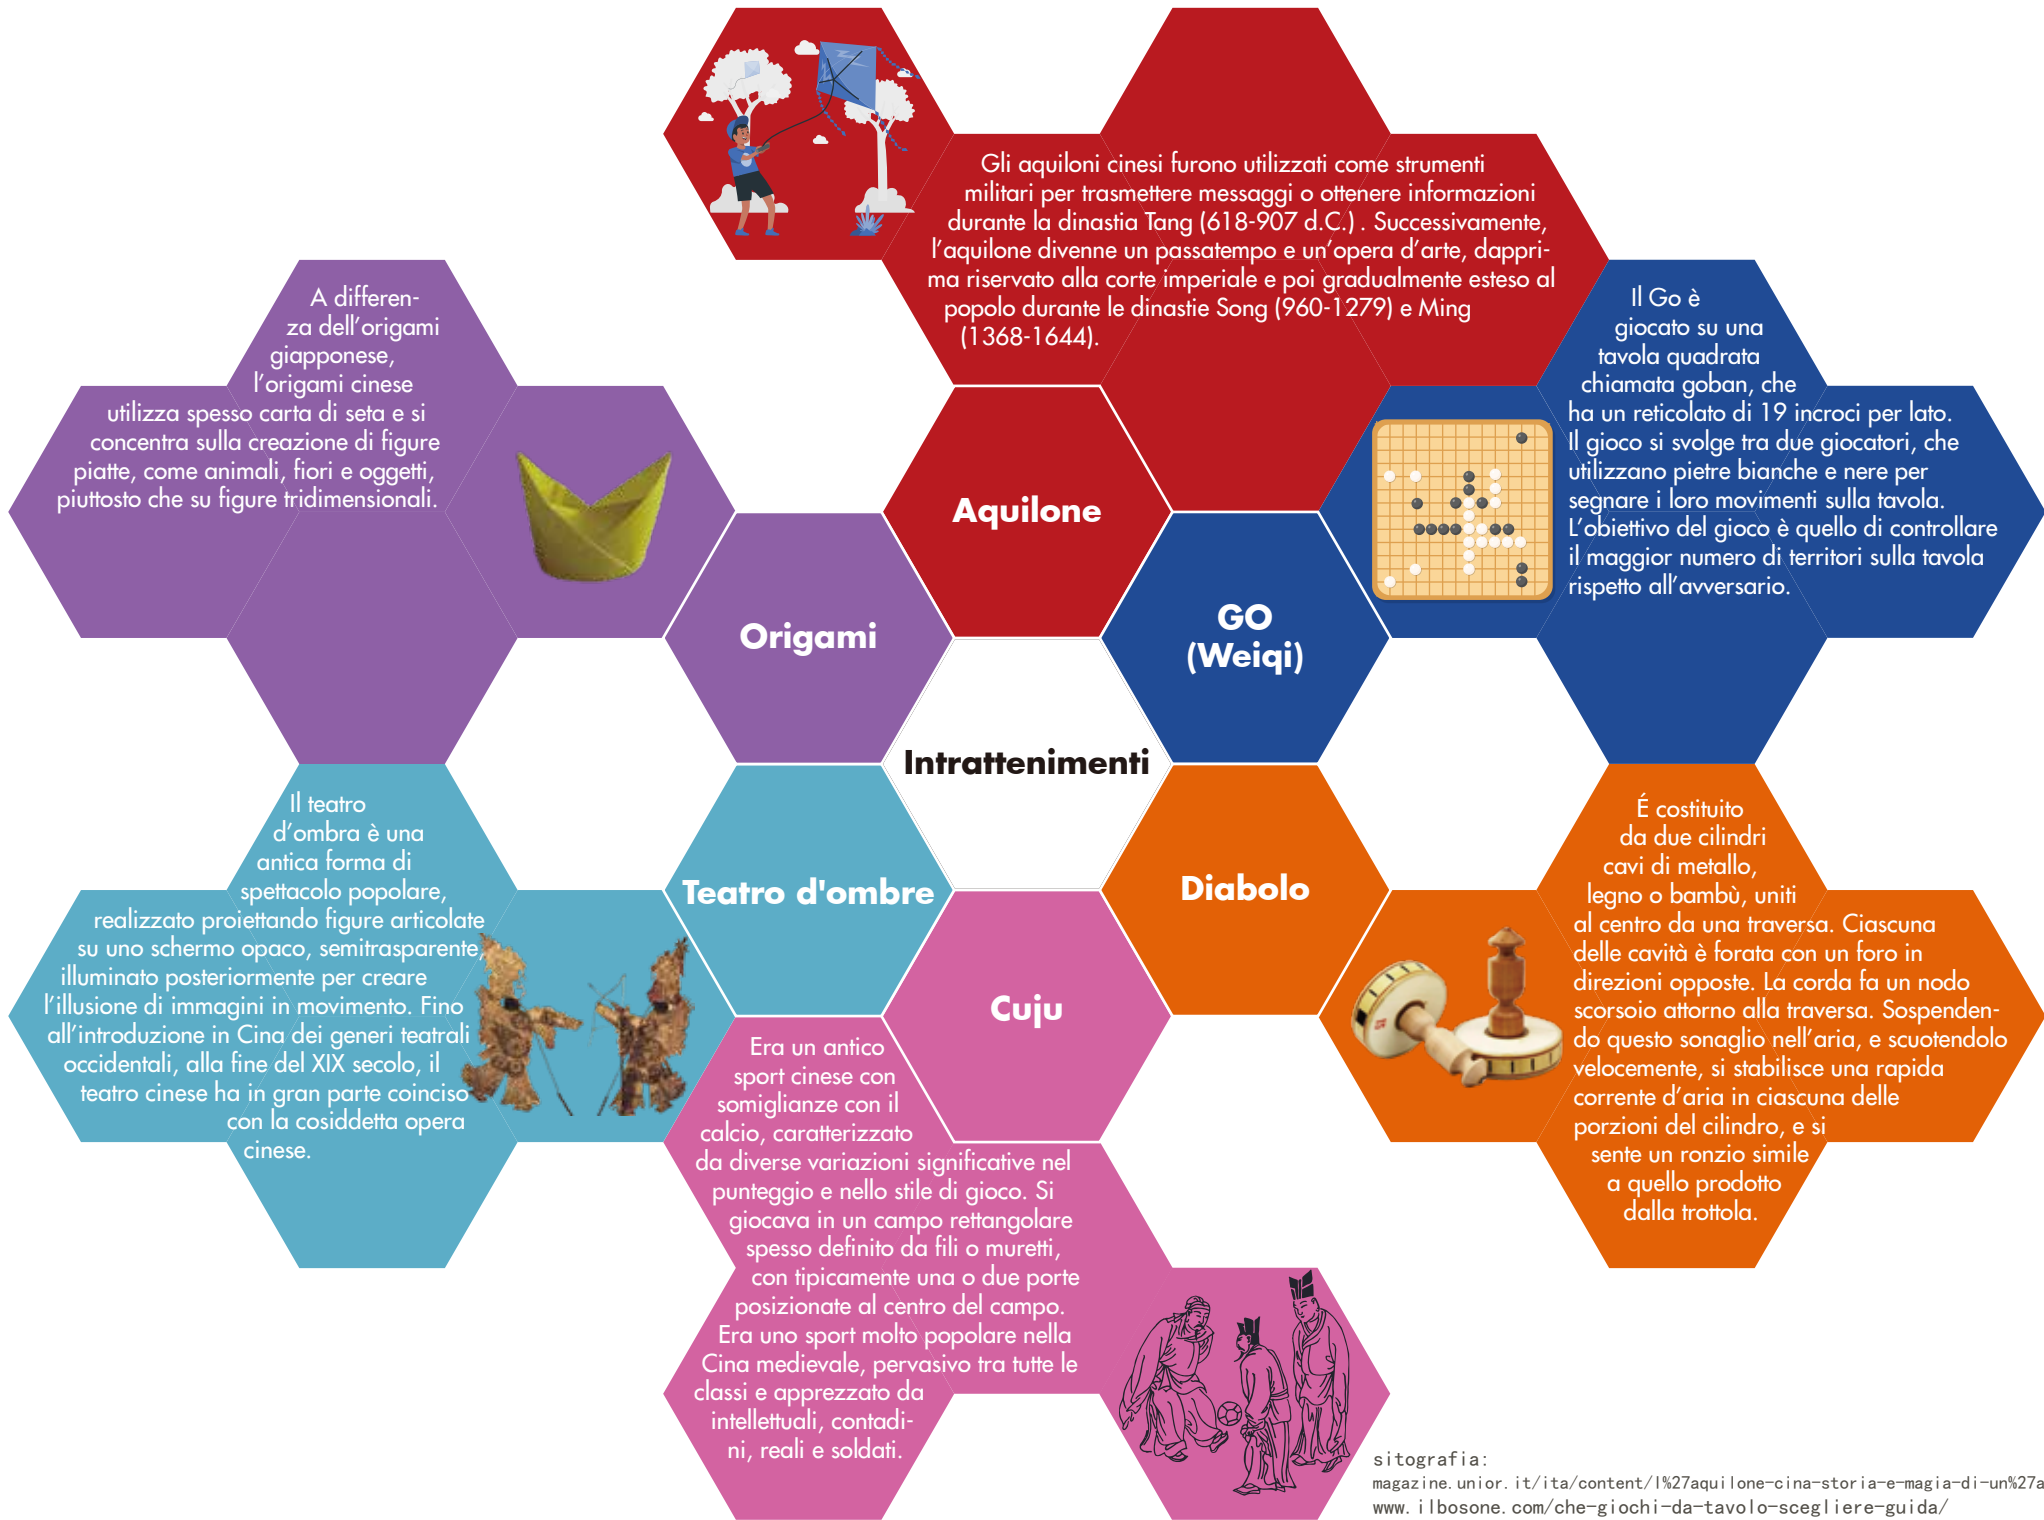 Gli aquiloni cinesi furono utilizzati come strumenti
militari per trasmettere messaggi o ottenere informazioni
durante la dinastia Tang (618-907 d.C.) . Successivamente,
l'aquilone divenne un passatempo e un'opera d'arte, dappri-
ma riservato alla corte imperiale e poi gradualmente esteso al
popolo durante le dinastie Song (960-1279) e Ming
(1368-1644).
A differen-
za dell'origami
giapponese,
l'origami cinese
utilizza spesso carta di seta e si
concentra sulla creazione di figure
piatte, come animali, fiori e oggetti,
piuttosto che su figure tridimensionali.
Il Go è
giocato su una
tavola quadrata
chiamata goban, che
ha un reticolato di 19 incroci per lato.
Il gioco si svolge tra due giocatori, che
utilizzano pietre bianche e nere per
segnare i loro movimenti sulla tavola.
L'obiettivo del gioco è quello di controllare
il maggior numero di territori sulla tavola
rispetto all'avversario.
Aquilone
Origami
GO
(Weiqi)
Intrattenimenti
Teatro d'ombre
Diabolo
Cuju
Il teatro
d'ombra è una
antica forma di
spettacolo popolare,
realizzato proiettando figure articolate
su uno schermo opaco, semitrasparente,
illuminato posteriormente per creare
l'illusione di immagini in movimento. Fino
all'introduzione in Cina dei generi teatrali
occidentali, alla fine del XIX secolo, il
teatro cinese ha in gran parte coinciso
con la cosiddetta opera
cinese.
É costituito
da due cilindri
cavi di metallo,
legno o bambù, uniti
al centro da una traversa. Ciascuna
delle cavità è forata con un foro in
direzioni opposte. La corda fa un nodo
scorsoio attorno alla traversa. Sospenden-
do questo sonaglio nell'aria, e scuotendolo
velocemente, si stabilisce una rapida
corrente d'aria in ciascuna delle
porzioni del cilindro, e si
sente un ronzio simile
a quello prodotto
dalla trottola.
Era un antico
sport cinese con
somiglianze con il
calcio, caratterizzato
da diverse variazioni significative nel
punteggio e nello stile di gioco. Si
giocava in un campo rettangolare
spesso definito da fili o muretti,
con tipicamente una o due porte
posizionate al centro del campo.
Era uno sport molto popolare nella
Cina medievale, pervasivo tra tutte le
classi e apprezzato da
intellettuali, contadi-
ni, reali e soldati.
sitografia:
magazine.unior.it/ita/content/l%27aquilone-cina-storia-e-magia-di-un%27a
www.ilbosone.com/che-giochi-da-tavolo-scegliere-guida/